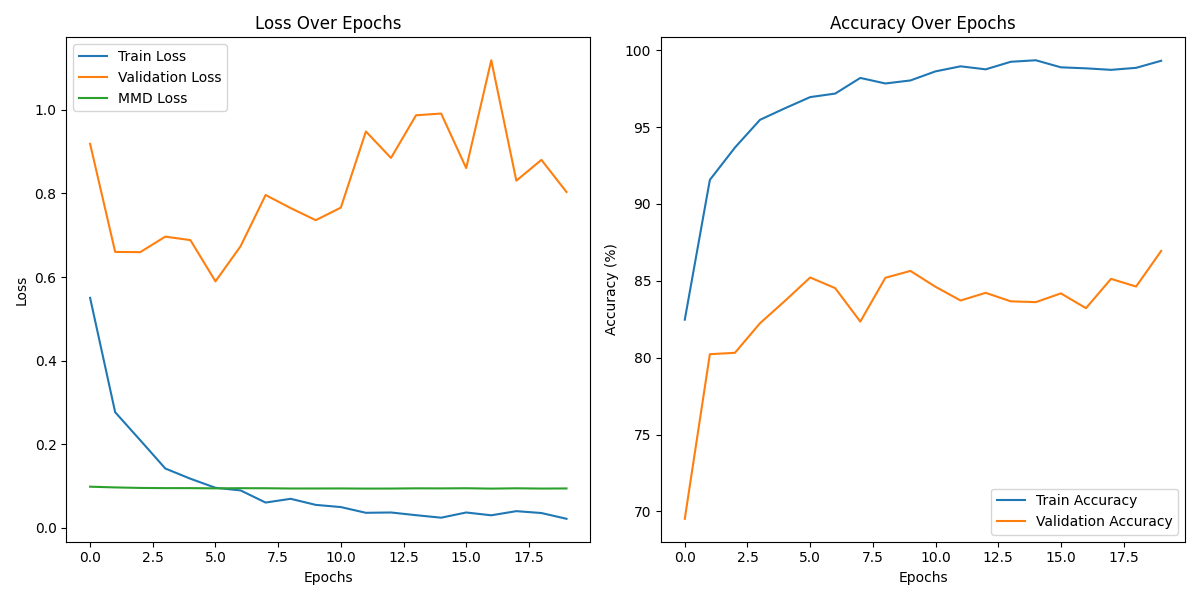 Loss Over Epochs
Train Loss
Validation Loss
MMD Loss
Loss
1.0
0.8
0.6
0.4
0.2
0.0
0.0 2.5 5.0 7.5 10.0 12.5 15.0 17.5
Epochs
Accuracy Over Epochs
Accuracy (%)
100
95
90
85
80
75
70
Train Accuracy
Validation Accuracy
0.0 2.5 5.0 7.5 10.0 12.5 15.0 17.5
Epochs